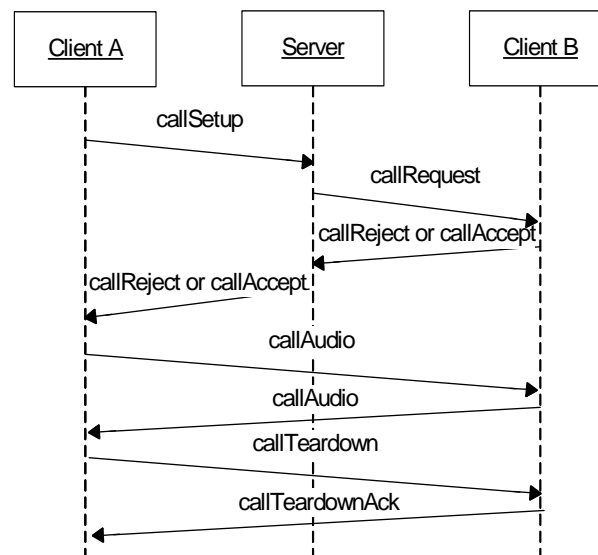 Client A
Server
Client B
callSetup
callRequest
callReject or callAccept
callReject or callAccept
callAudio
callAudio
callTeardown
callTeardownAck